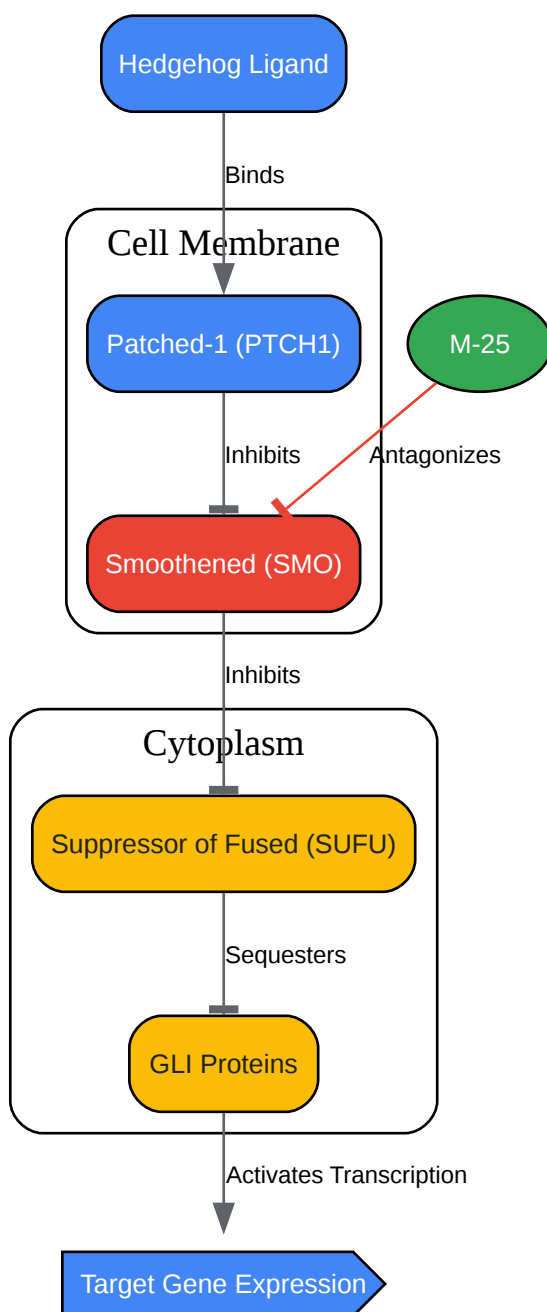 Hedgehog Ligand
Binds
Cell Membrane
Patched-1 (PTCH1)
M-25
Inhibits
Antagonizes
Smoothened (SMO)
Inhibits
Cytoplasm
Suppressor of Fused (SUFU)
Sequesters
GLI Proteins
Activates Transcription
Target Gene Expression